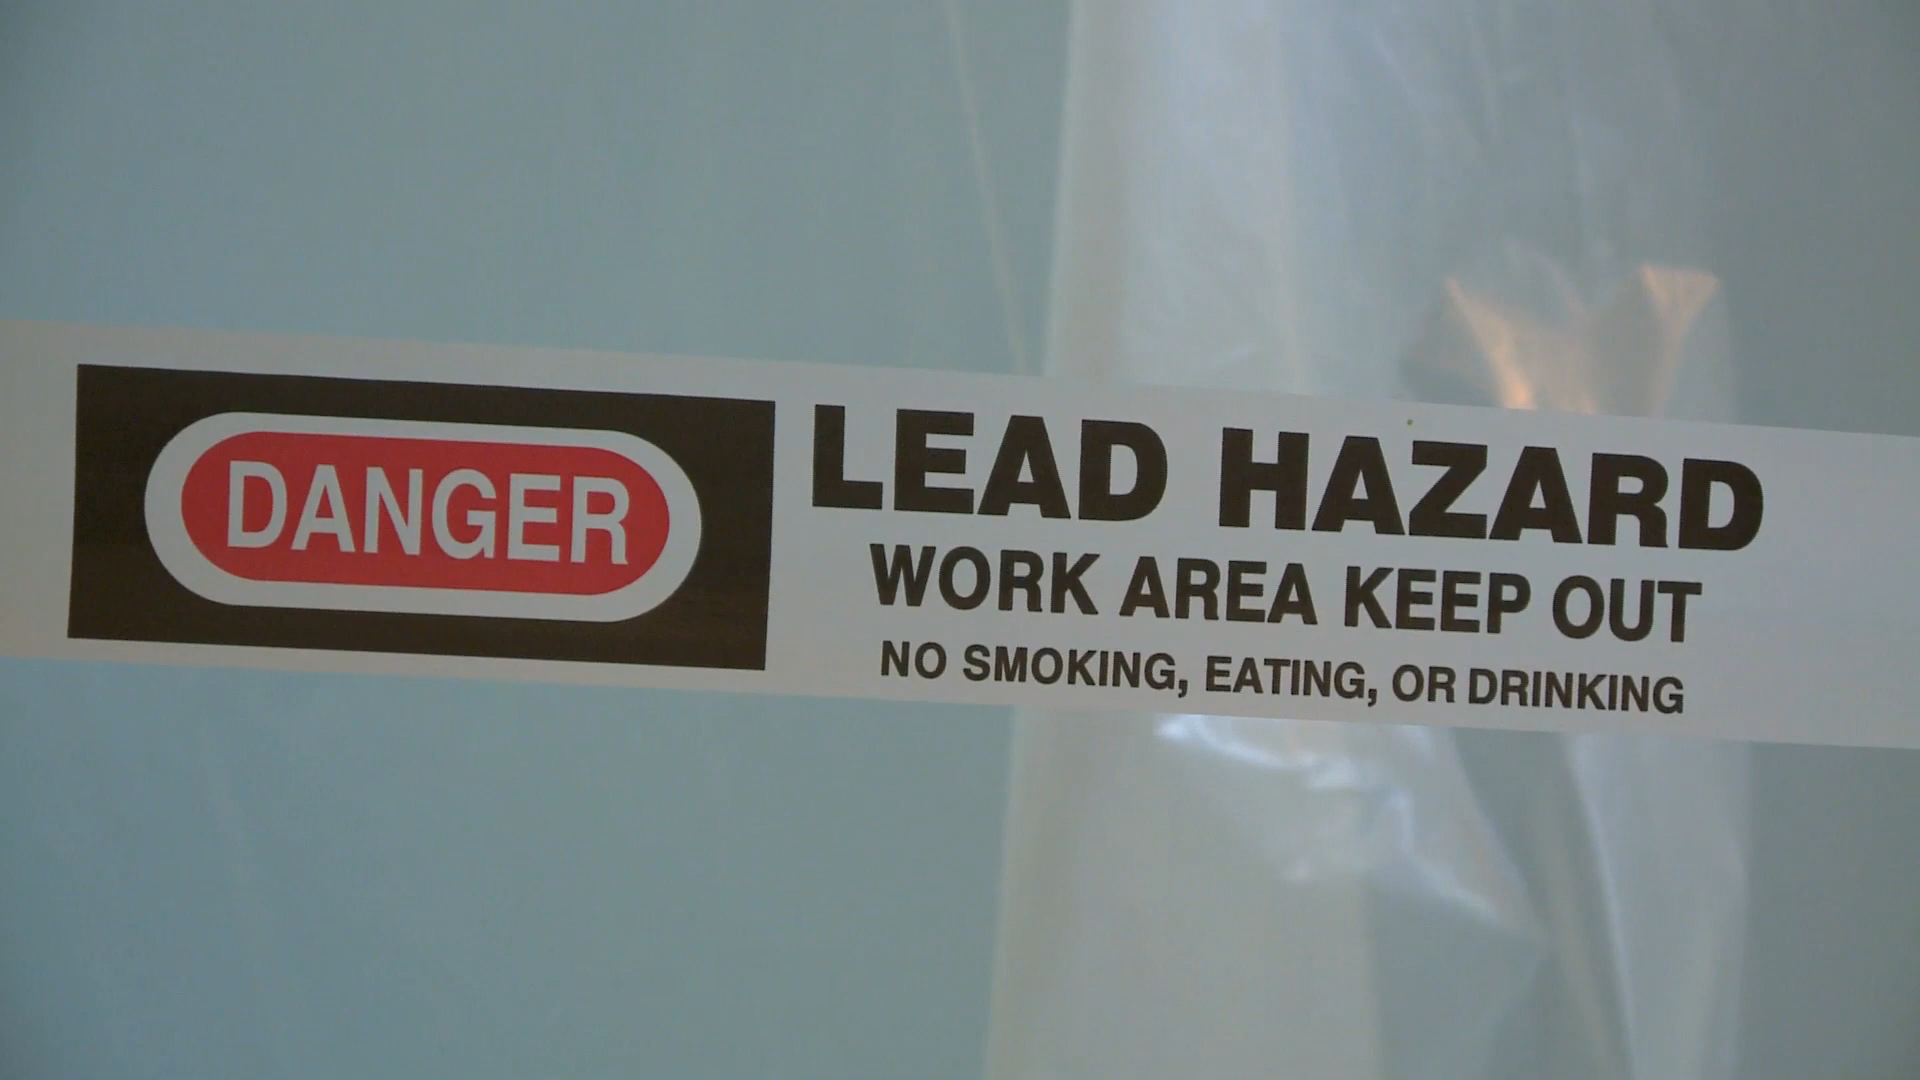 DANGER
LEAD HAZARD
WORK AREA KEEP OUT
NO SMOKING, EATING, OR DRINKING